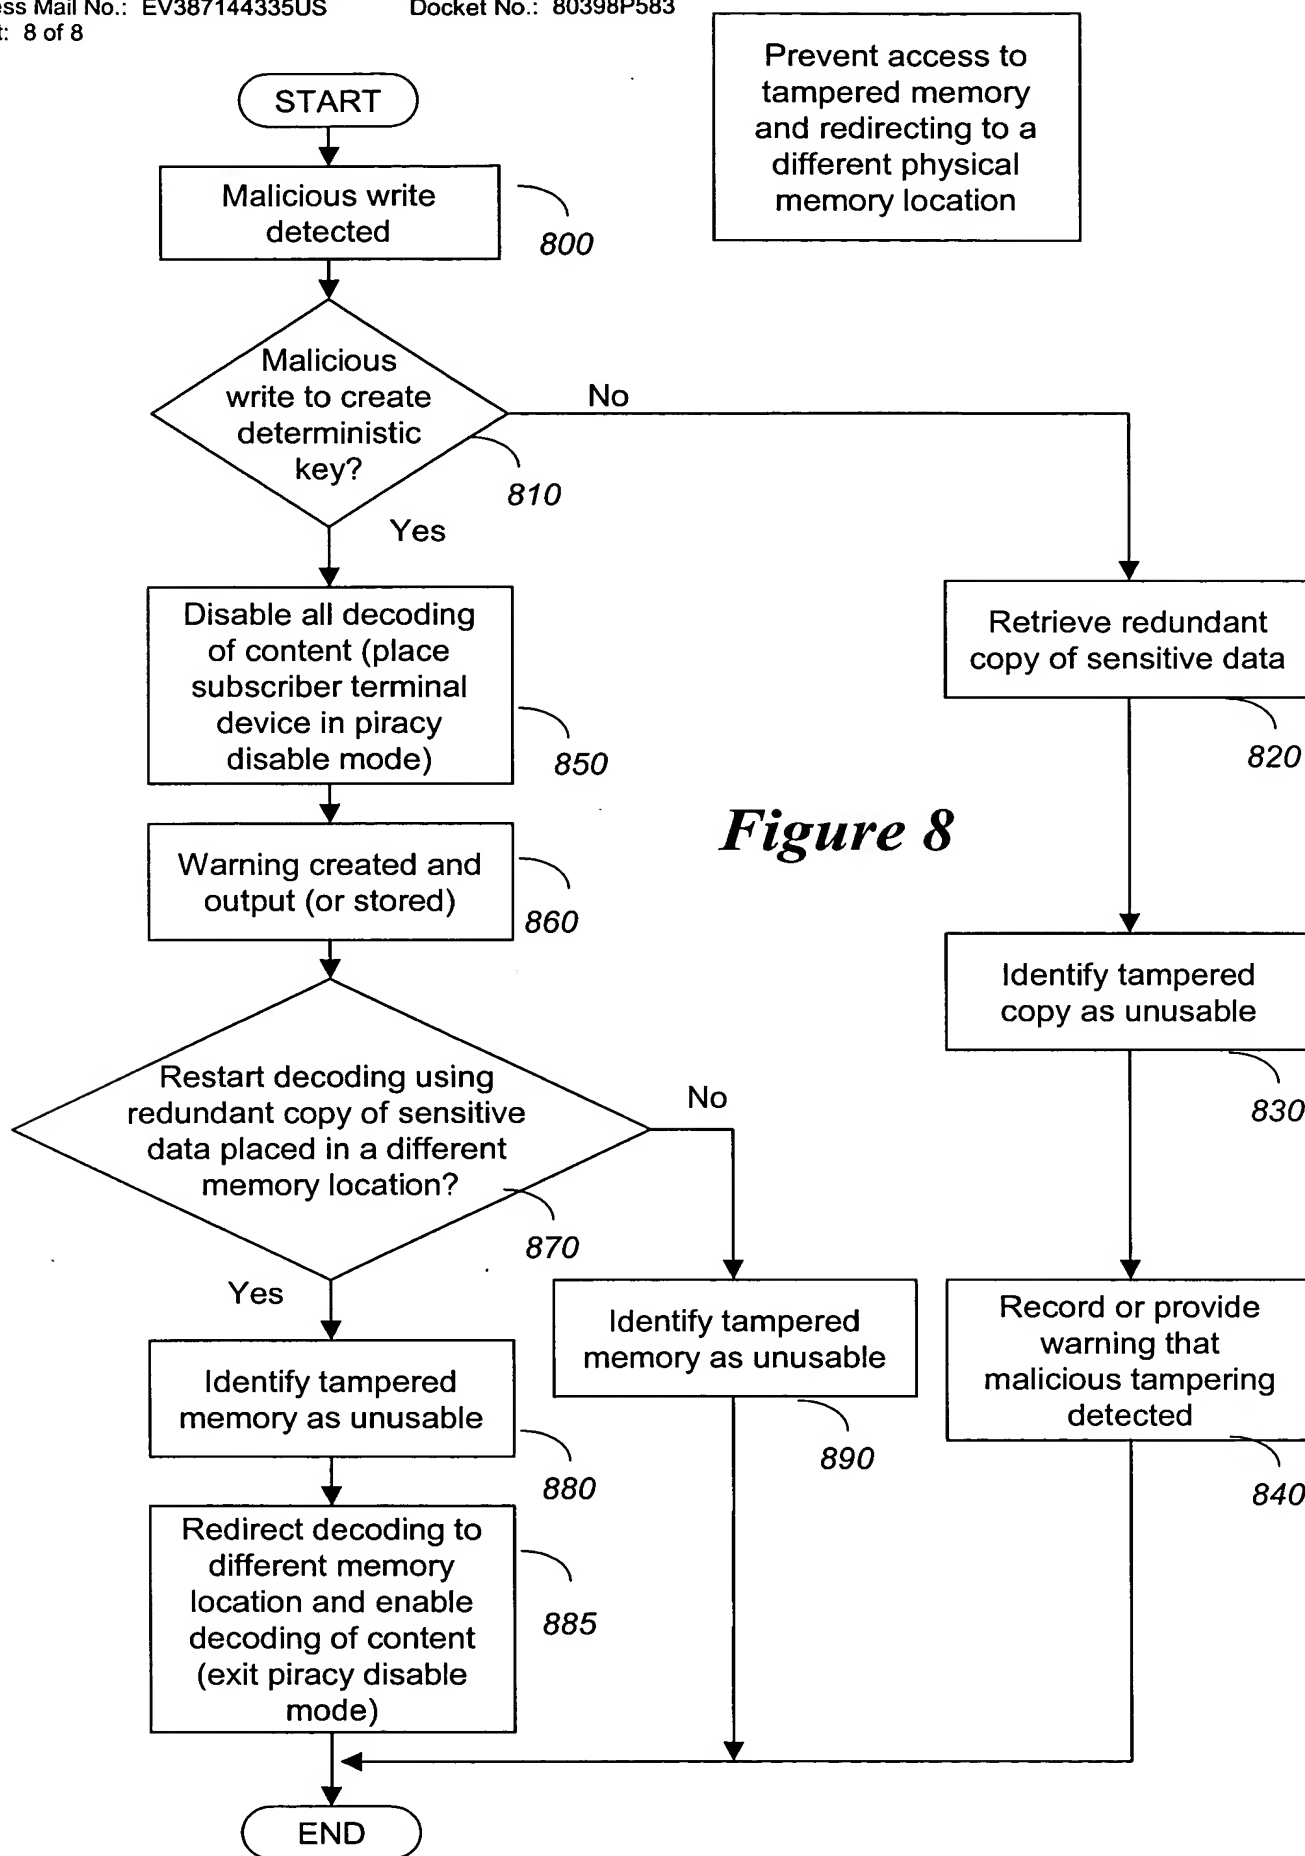 ess Mail No.: EV387144335US Docket No.: 80398P583
t: 8 of 8
Prevent access to
tampered memory
and redirecting to a
different physical
memory location
START
Malicious write
detected
800
Malicious
write to create
deterministic
key?
No
810
Yes
Disable all decoding
of content (place
subscriber terminal
device in piracy
disable mode)
850
Retrieve redundant
copy of sensitive data
820
Figure 8
Warning created and
output (or stored)
860
Identify tampered
copy as unusable
830
Restart decoding using
redundant copy of sensitive
data placed in a different
memory location?
No
870
Yes
Identify tampered
memory as unusable
880
Identify tampered
memory as unusable
890
Record or provide
warning that
malicious tampering
detected
840
Redirect decoding to
different memory
location and enable
decoding of content
(exit piracy disable
mode)
885
END